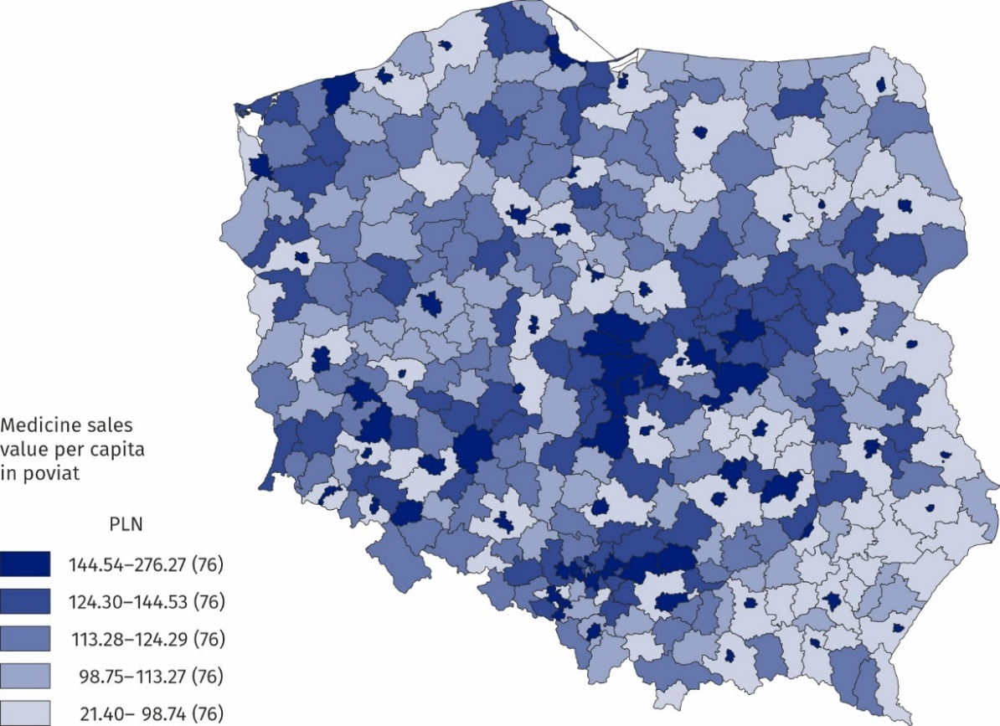 Medicine sales
value per capita
in poviat
PLN
144.54–276.27 (76)
124.30–144.53 (76)
113.28–124.29 (76)
98.75–113.27 (76)
21.40– 98.74 (76)